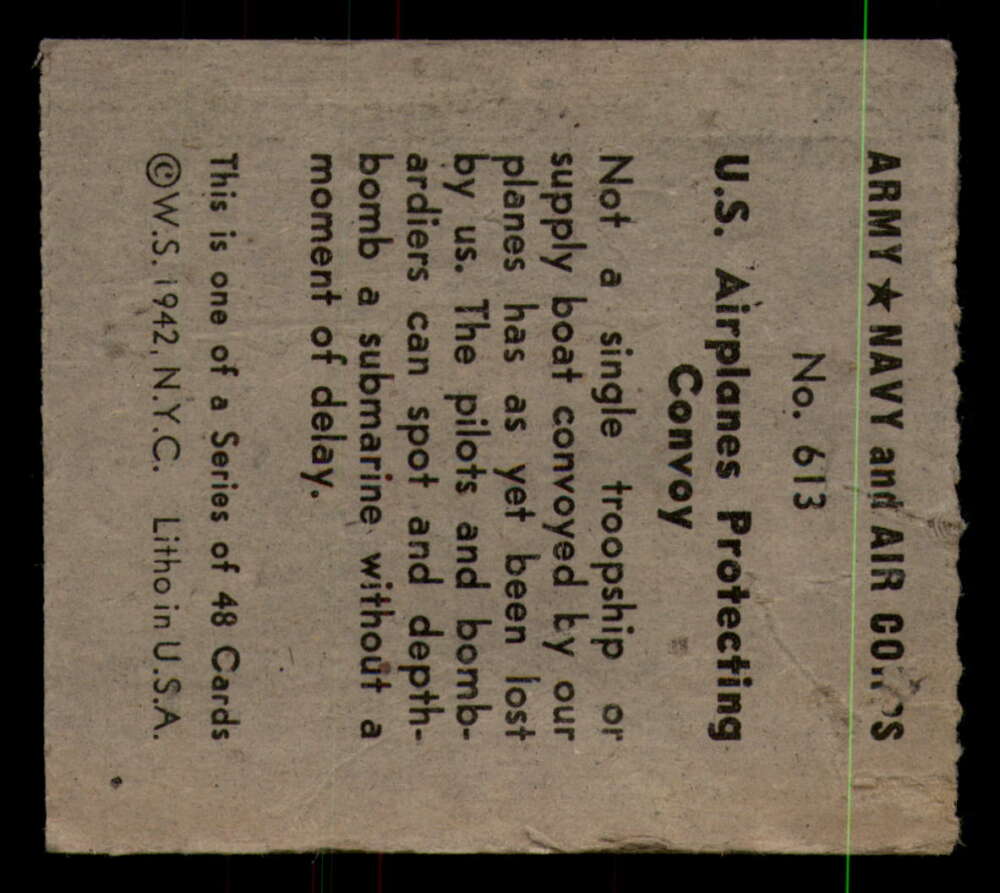 ARMY ★ NAVY and AIR CORPS
No. 613
U.S. Airplanes Protecting
Convoy
Not a single troopship or
supply boat convoyed by our
planes has as yet been lost
by us. The pilots and bomb-
ardiers can spot and depth-
bomb a submarine without a
moment of delay.
This is one of a Series of 48 Cards
©W.S. 1942, N.Y.C. Litho in U.S.A.